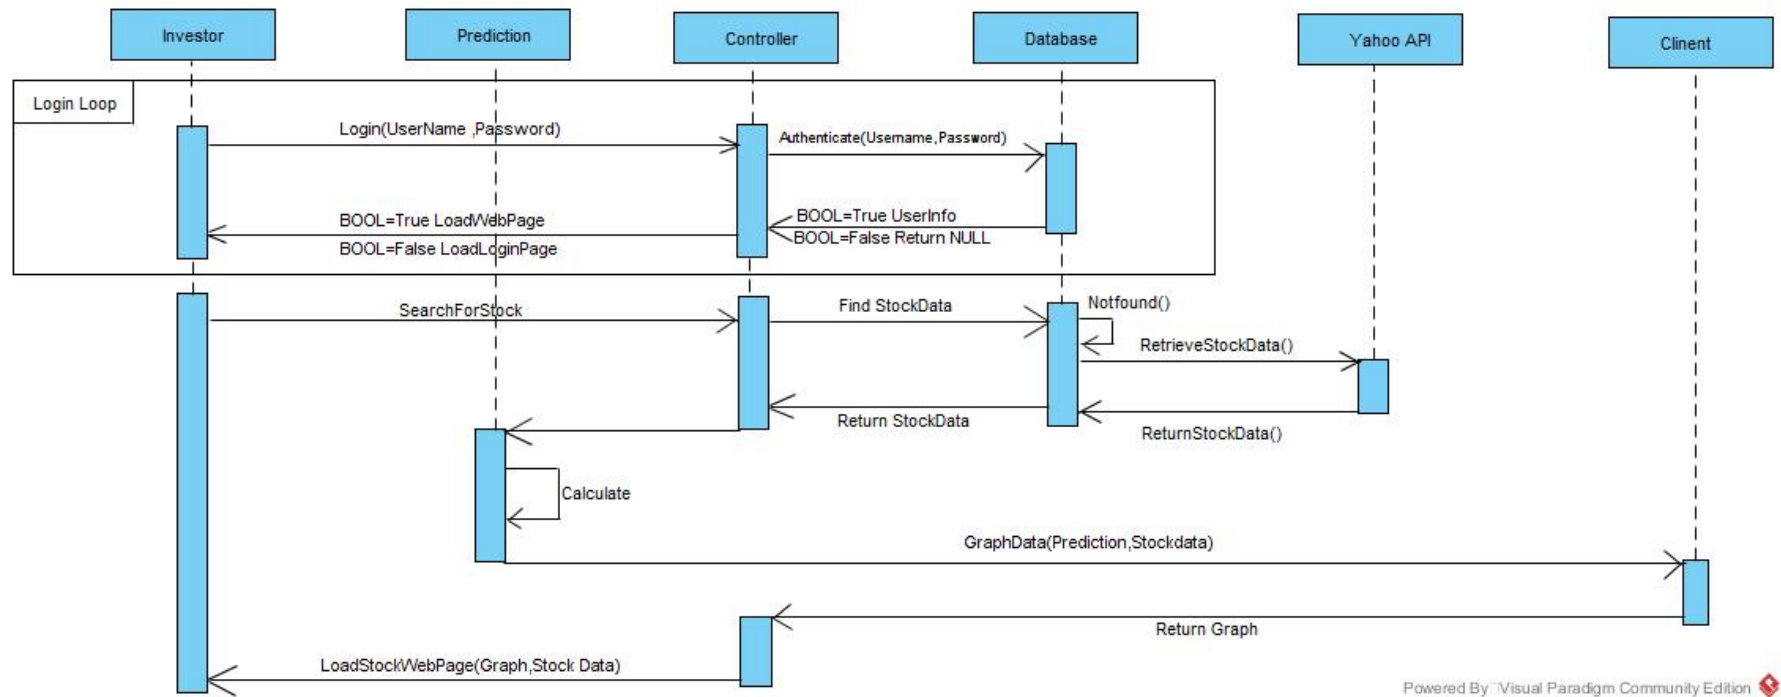 Investor
Prediction
Controller
Database
Yahoo API
Clinent
Login Loop
Login(UserName ,Password)
Authenticate(Username,Password)
BOOL=True LoadWebPage
BOOL=True UserInfo
BOOL=False LoadLoginPage
BOOL=False Return NULL
SearchForStock
Find StockData
Notfound()
RetrieveStockData()
Return StockData
ReturnStockData()
Calculate
GraphData(Prediction,Stockdata)
Return Graph
LoadStockWebPage(Graph,Stock Data)
Powered By Visual Paradigm Community Edition